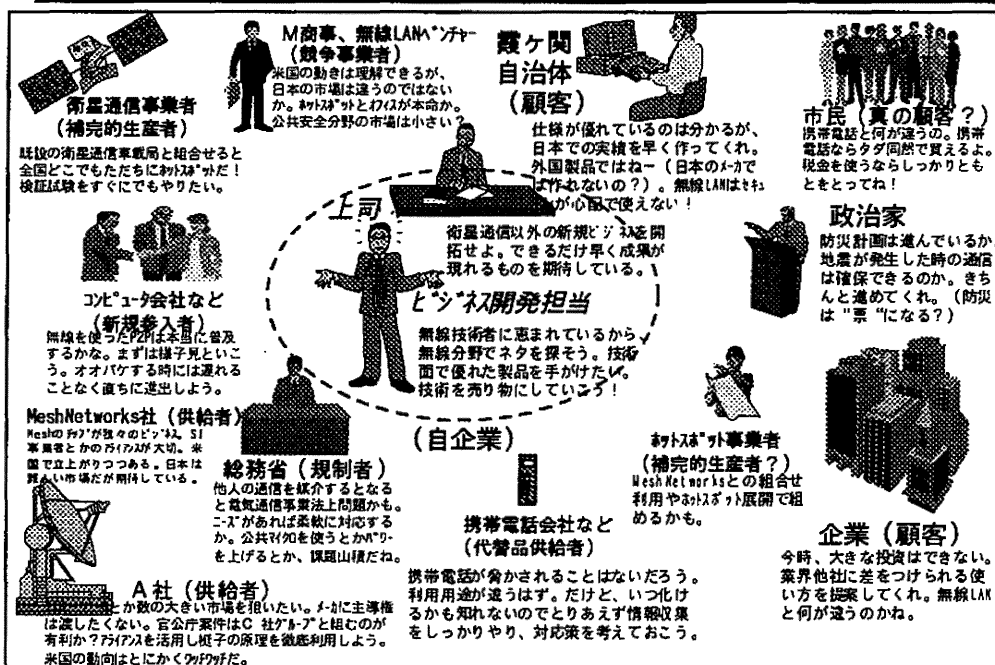 M商事、無線LANベンチャー
(競争事業者)
米国の動きは理解できるが、
日本の市場は違うのではない
か。ホットスポットとオフィスが本命か。
公共安全分野の市場は小さい?
霞ヶ関
自治体
(顧客)
仕様が優れているのは分かるが、
日本での実績を早く作ってくれ。
外国製品ではねー(日本のメーカで
は作れないの?)。無線LANはセキュ
が心配で使えない!
市民(真の顧客?)
携帯電話と何が違うの。携帯
電話ならタダ同然で買えるよ。
税金を使うならしっかりとも
とをとってね!
衛星通信事業者
(補完的生産者)
既設の衛星通信車載局と組合せると
全国どこでもただちにホットスポットだ!
検証試験をすぐにでもやりたい。
上司
衛星通信以外の新規ビジネスを開
拓せよ。できるだけ早く成果が
現れるものを期待している。
政治家
防災計画は進んでいるか。
地震が発生した時の通信
は確保できるのか。きち
んと進めてくれ。(防災
は "票 "になる?)
コンピュータ会社など
(新規参入者)
無線を使ったP2Pは本当に普及
するかな。まずは様子見といこ
う。オオバケする時には遅れる
ことなく直ちに進出しよう。
ビジネス開発担当
無線技術者に恵まれているから、
無線分野でネタを探そう。技術
面で優れた製品を手がけたい。
技術を売り物にしていこう!
(自企業)
MeshNetworks社(供給者)
Meshのチップが我々のビジネス。SI
事業者とかのアライアンスが大切。米
国で立上がりつつある。日本は
難しい市場だが期待している。
総務省(規制者)
他人の通信を媒介するとなる
と電気通信事業法上問題かも。
ニーズがあれば柔軟に対応する
か。公共マイクロを使うとかパワー
を上げるとか、課題山積だね。
携帯電話会社など
(代替品供給者)
携帯電話が脅かされることはないだろう。
利用用途が違うはず。だけど、いつ化け
るかも知れないのでとりあえず情報収集
をしっかりやり、対応策を考えておこう。
ホットスポット事業者
(補完的生産者?)
MeshNetworksとの組合せ
利用やホットスポット展開で組
めるかも。
企業(顧客)
今時、大きな投資はできない。
業界他社に差をつけられる使
い方を提案してくれ。無線LAN
と何が違うのかね。
A社(供給者)
とか数の大きい市場を狙いたい。メーカに主導権
は渡したくない。官公庁案件はC 社グループと組むのが
有利か?アライアンスを活用し梃子の原理を徹底利用しよう。
米国の動向はとにかくウォッチだ。